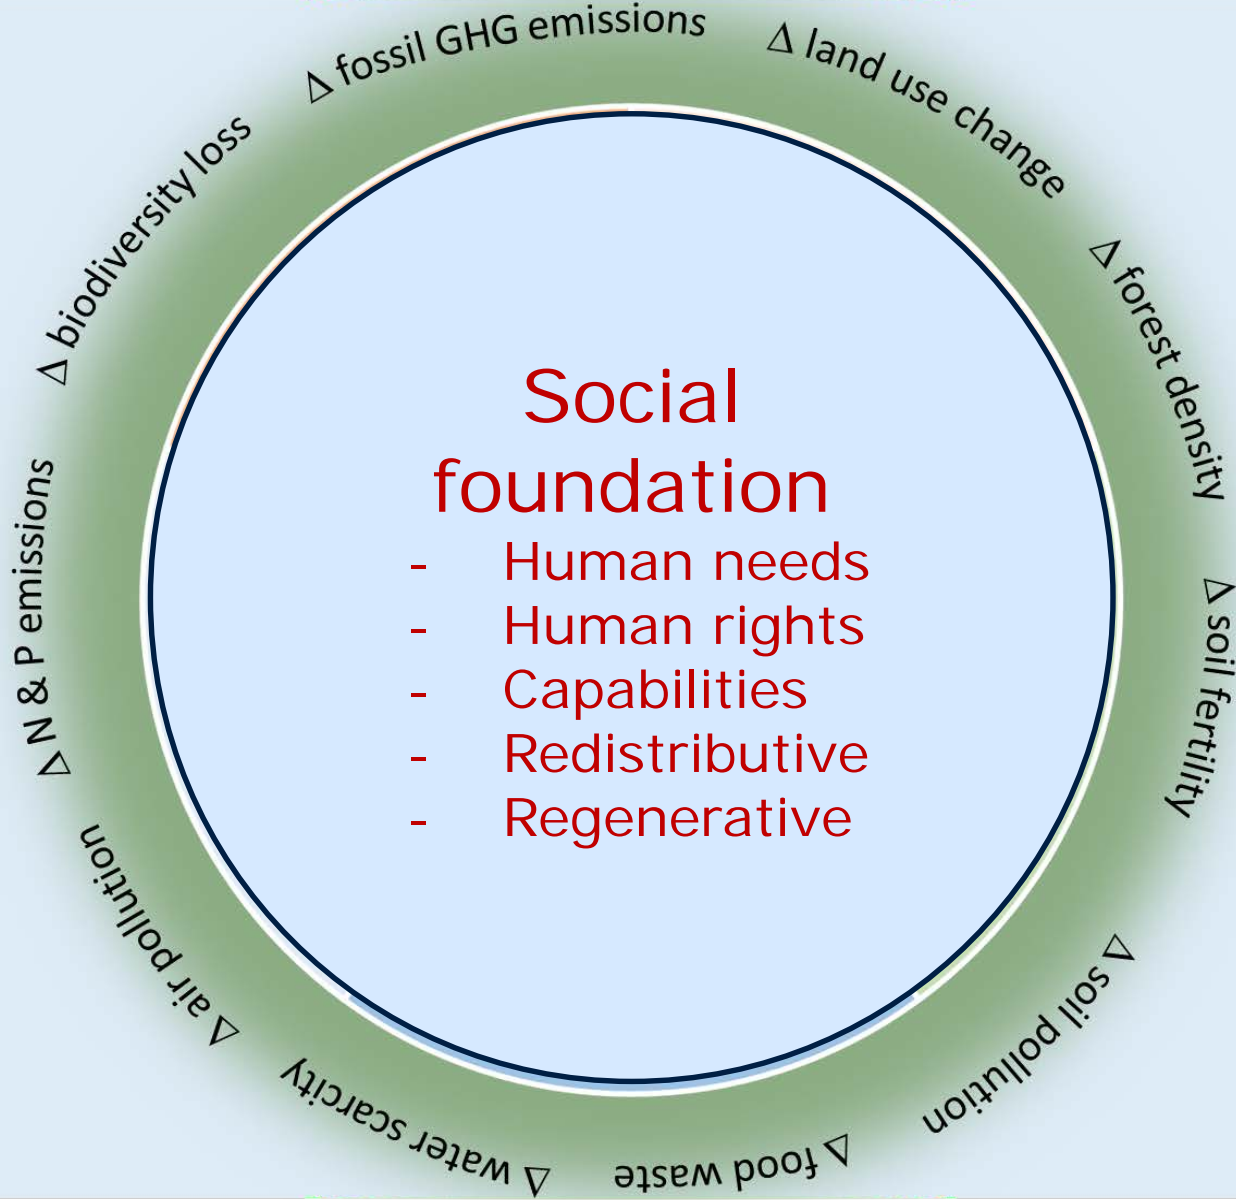 Δ fossil GHG emissions
Δ land use change
Δ forest density
Δ soil fertility
Δ soil pollution
Δ food waste
Δ water scarcity
Δ air pollution
Δ N & P emissions
Δ biodiversity loss
Social
foundation
- Human needs
- Human rights
- Capabilities
- Redistributive
- Regenerative